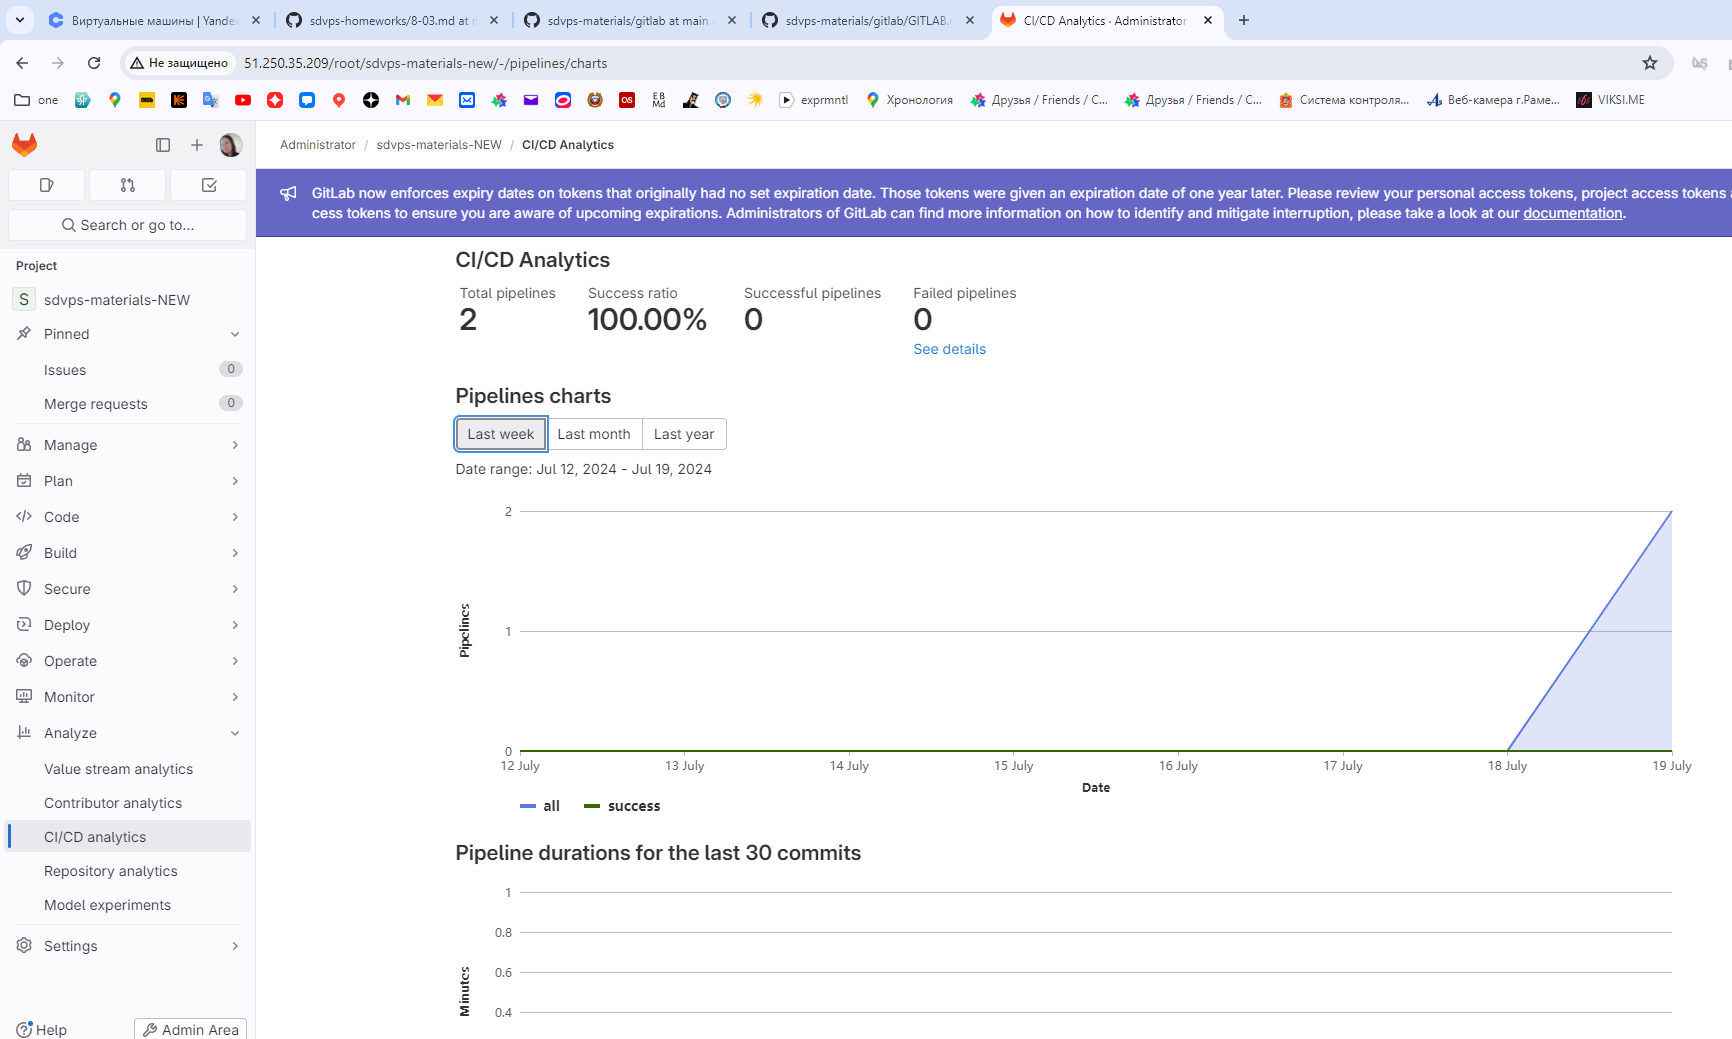 Виртуальные машины | Yande
sdvps-homeworks/8-03.md at
sdvps-materials/gitlab at main
sdvps-materials/gitlab/GITLAB.
CI/CD Analytics · Administrator
Не защищено
51.250.35.209/root/sdvps-materials-new/-/pipelines/charts
one
EB
Md
exprmntl
Хронология
Друзья / Friends / С...
Друзья / Friends / С...
Система контроля...
Веб-камера г.Раме...
VIKSI.ME
Administrator / sdvps-materials-NEW / CI/CD Analytics
GitLab now enforces expiry dates on tokens that originally had no set expiration date. Those tokens were given an expiration date of one year later. Please review your personal access tokens, project access tokens
cess tokens to ensure you are aware of upcoming expirations. Administrators of GitLab can find more information on how to identify and mitigate interruption, please take a look at our documentation.
Search or go to...
Project
S sdvps-materials-NEW
Pinned
Issues 0
Merge requests 0
Manage
Plan
Code
Build
Secure
Deploy
Operate
Monitor
Analyze
Value stream analytics
Contributor analytics
CI/CD analytics
Repository analytics
Model experiments
Settings
Help
Admin Area
CI/CD Analytics
Total pipelines Success ratio Successful pipelines Failed pipelines
2 100.00% 0 0
See details
Pipelines charts
Last week Last month Last year
Date range: Jul 12, 2024 - Jul 19, 2024
2
1
0
Pipelines
12 July 13 July 14 July 15 July 16 July 17 July 18 July 19 July
Date
all success
Pipeline durations for the last 30 commits
1
0.8
0.6
0.4
Minutes